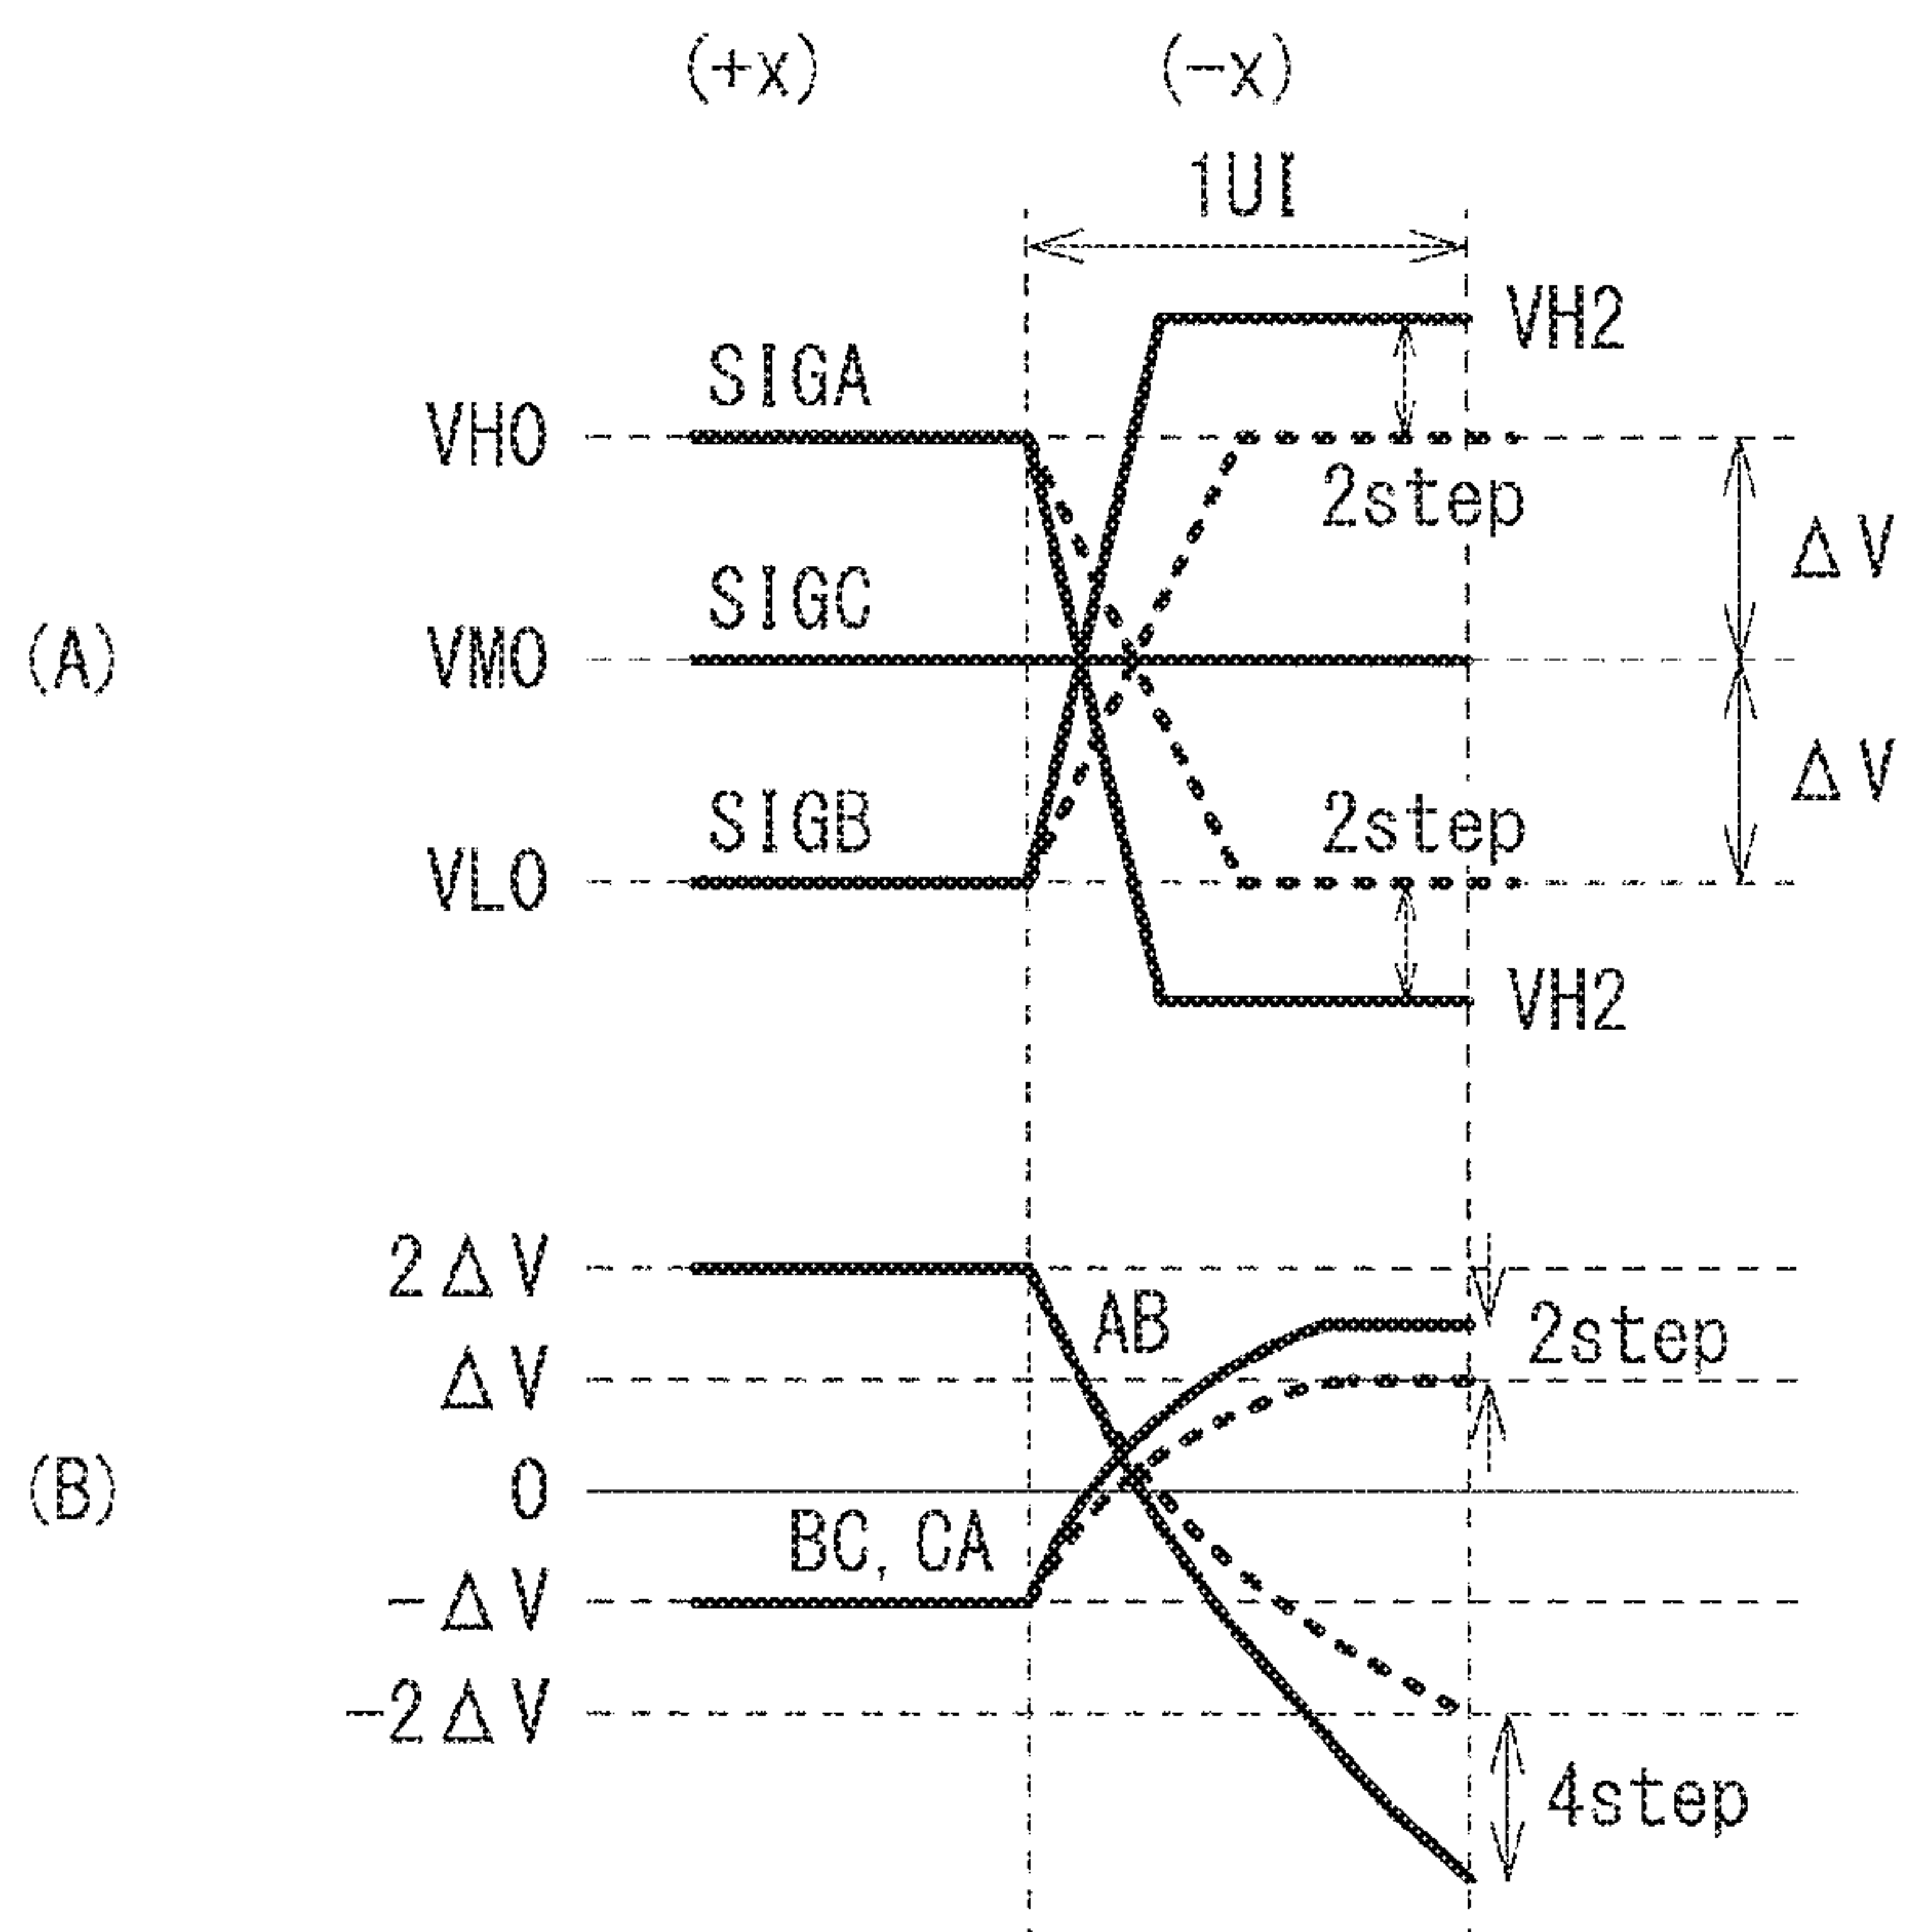 (+x)
(-x)
1UI
VH2
SIGA
VH0
2step
ΔV
SIGC
(A)
VM0
ΔV
SIGB
2step
VL0
VH2
2ΔV
AB
2step
ΔV
(B)
0
BC, CA
-ΔV
-2ΔV
4step